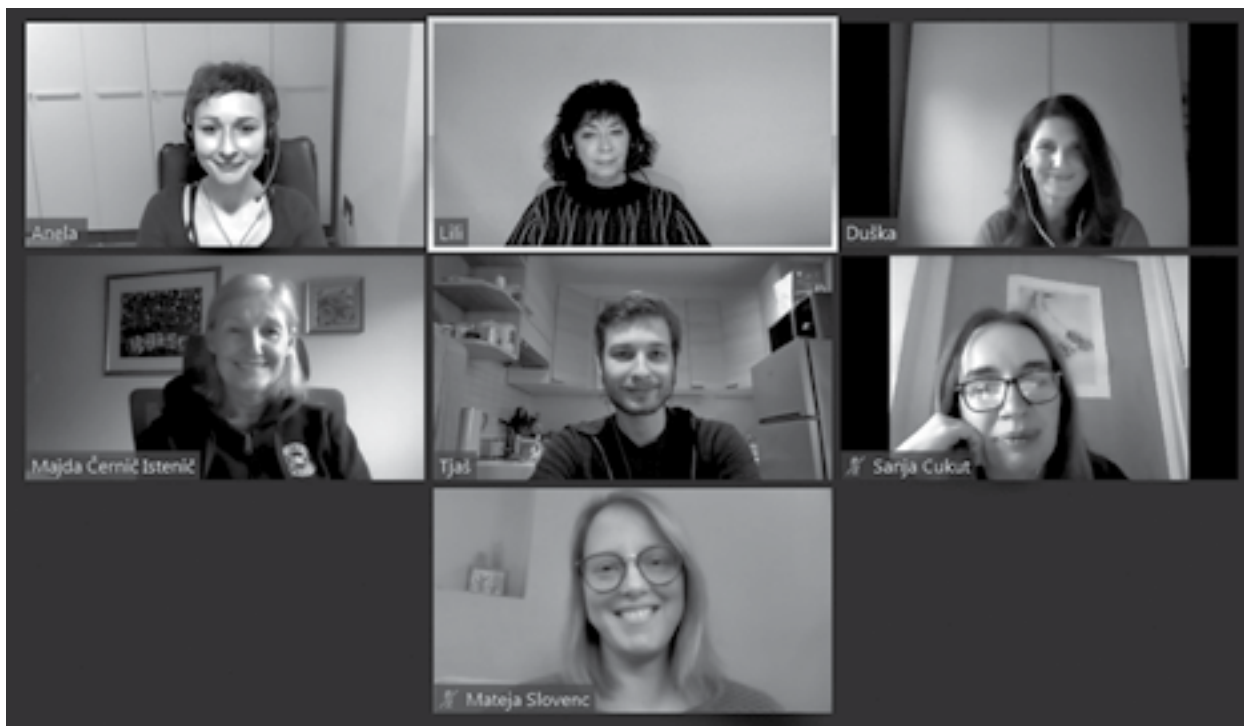 Anela
Lili
Duška
Majda Černič Istenič
Tjaš
Sanja Cukut
Mateja Slovenc